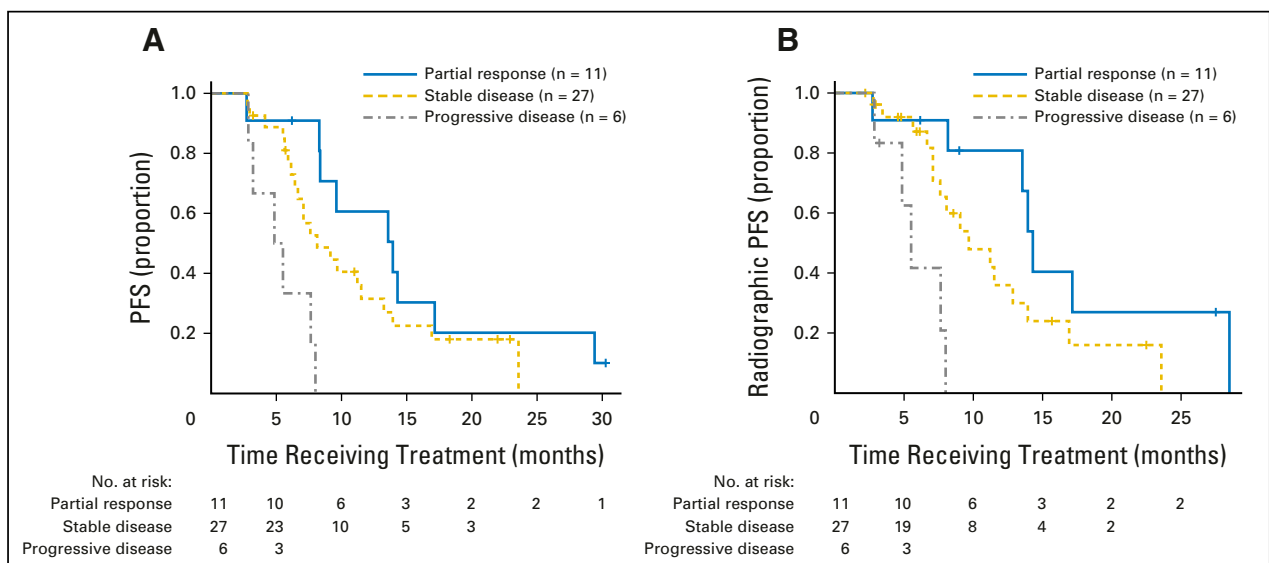 A
Partial response (n = 11)
Stable disease (n = 27)
Progressive disease (n = 6)
PFS (proportion)
1.0
0.8
0.6
0.4
0.2
0 5 10 15 20 25 30
Time Receiving Treatment (months)
No. at risk:
Partial response 11 10 6 3 2 2 1
Stable disease 27 23 10 5 3
Progressive disease 6 3
B
Partial response (n = 11)
Stable disease (n = 27)
Progressive disease (n = 6)
Radiographic PFS (proportion)
1.0
0.8
0.6
0.4
0.2
0 5 10 15 20 25
Time Receiving Treatment (months)
No. at risk:
Partial response 11 10 6 3 2 2
Stable disease 27 19 8 4 2
Progressive disease 6 3